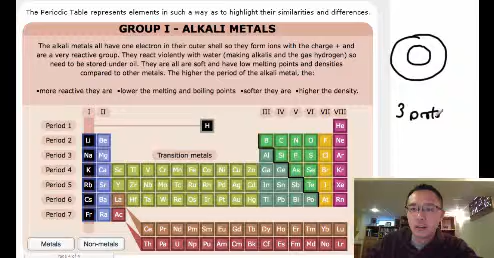 The Periodic Table represents elements in such a way as to highlight their similarities and differences.
GROUP I - ALKALI METALS
The alkali metals all have one electron in their outer shell so they form ions with the charge + and
are a very reactive group. They react violently with water (making alkalis and the gas hydrogen) so
need to be stored under oil. They are all are soft and have low melting points and densities
compared to other metals. The higher the period of the alkali metal, the:
•more reactive they are •lower the melting and boiling points •softer they are •higher the density.
I II III IV V VI VII VIII
Period 1 H He
Period 2 Li Be B C N O F Ne
Period 3 Na Mg Transition metals Al Si P S Cl Ar
Period 4 K Ca Sc Ti V Cr Mn Fe Co Ni Cu Zn Ga Ge As Se Br Kr
Period 5 Rb Sr Y Zr Nb Mo Tc Ru Rh Pd Ag Cd In Sn Sb Te I Xe
Period 6 Cs Ba La Hf Ta W Re Os Ir Pt Au Hg Tl Pb Bi Po At Rn
Period 7 Fr Ra Ac
Ce Pr Nd Pm Sm Eu Gd Tb Dy Ho Er Tm Yb Lu
Th Pa U Np Pu Am Cm Bk Cf Es Fm Md No Lr
Metals Non-metals
3 prot